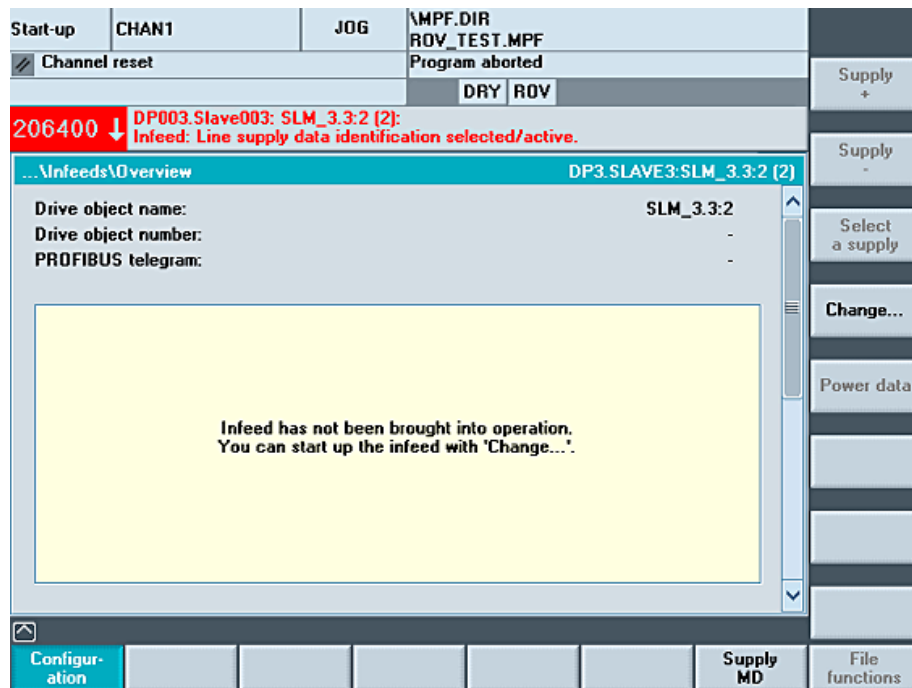 Start-up
CHAN1
JOG
\MPF.DIR
ROV_TEST.MPF
Channel reset
Program aborted
DRY ROV
206400
DP003.Slave003: SLM_3.3:2 (2):
Infeed: Line supply data identification selected/active.
...\Infeeds\Overview
DP3.SLAVE3:SLM_3.3:2 (2)
Drive object name: SLM_3.3:2
Drive object number: -
PROFIBUS telegram: -
Infeed has not been brought into operation.
You can start up the infeed with 'Change...'.
Supply
+
Supply
-
Select
a supply
Change...
Power data
Configur-
ation
Supply
MD
File
functions